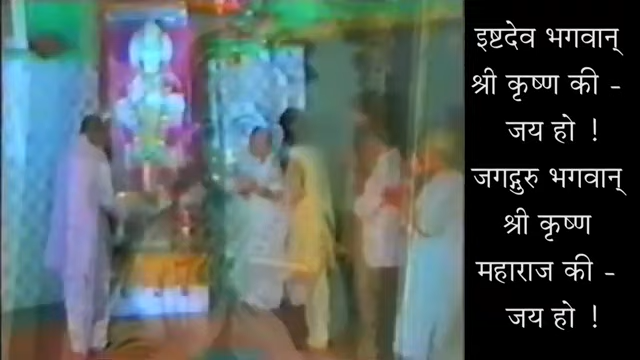 इष्टदेव भगवान्
श्री कृष्ण की -
जय हो !
जगद्गुरु भगवान्
श्री कृष्ण
महाराज की -
जय हो !